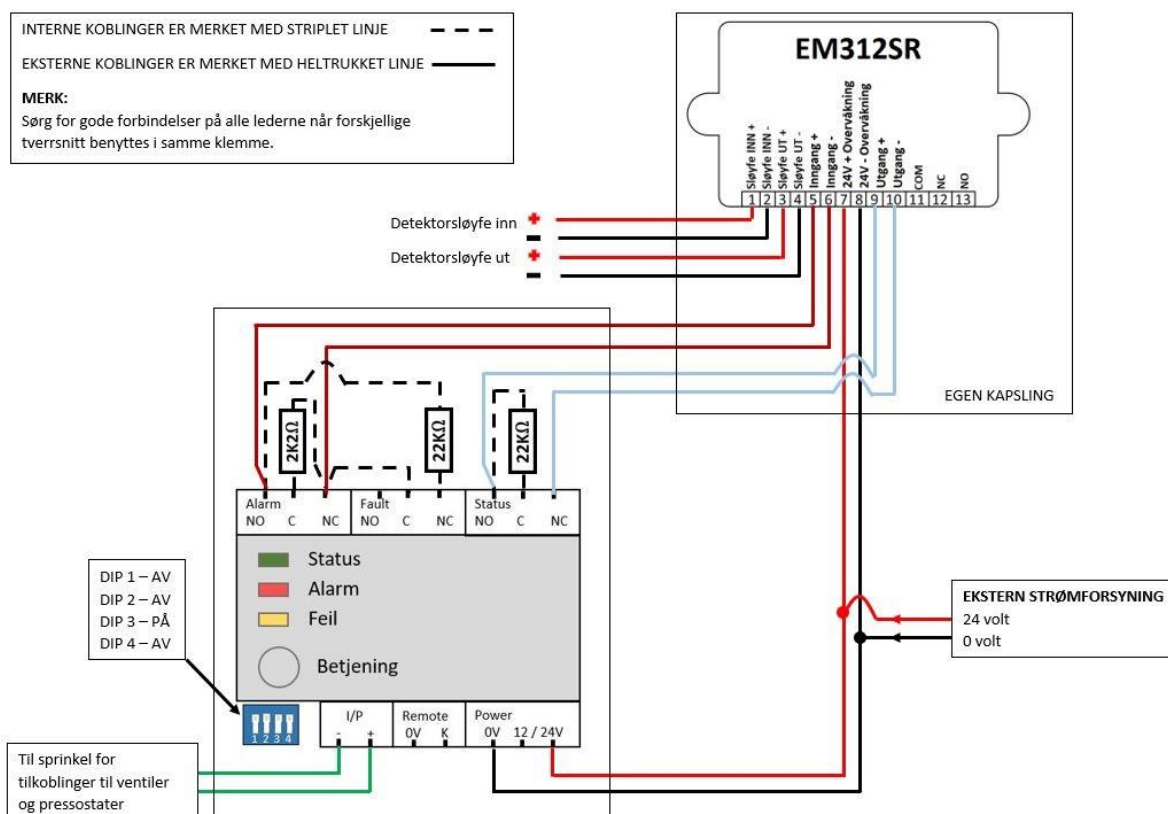 INTERNE KOBLINGER ER MERKET MED STRIPLET LINJE
EKSTERNE KOBLINGER ER MERKET MED HELTRUKKET LINJE
MERK:
Sørg for gode forbindelser på alle lederne når forskjellige
tverrsnitt benyttes i samme klemme.
EM312SR
Sløyfe INN +
Sløyfe INN -
Sløyfe UT +
Sløyfe UT -
Inngang +
Inngang -
24V + Overvåkning
24V - Overvåkning
Utgang +
Utgang -
COM
NC
NO
1 2 3 4 5 6 7 8 9 10 11 12 13
Detektorsløyfe inn + -
Detektorsløyfe ut + -
EGEN KAPSLING
2K2Ω
22KΩ
22KΩ
Alarm
NO C NC
Fault
NO C NC
Status
NO C NC
Status
Alarm
Feil
Betjening
DIP 1 – AV
DIP 2 – AV
DIP 3 – PÅ
DIP 4 – AV
EKSTERN STRØMFORSYNING
24 volt
0 volt
1 2 3 4
I/P
- +
Remote
0V K
Power
0V 12 / 24V
Til sprinkel for
tilkoblinger til ventiler
og pressostater